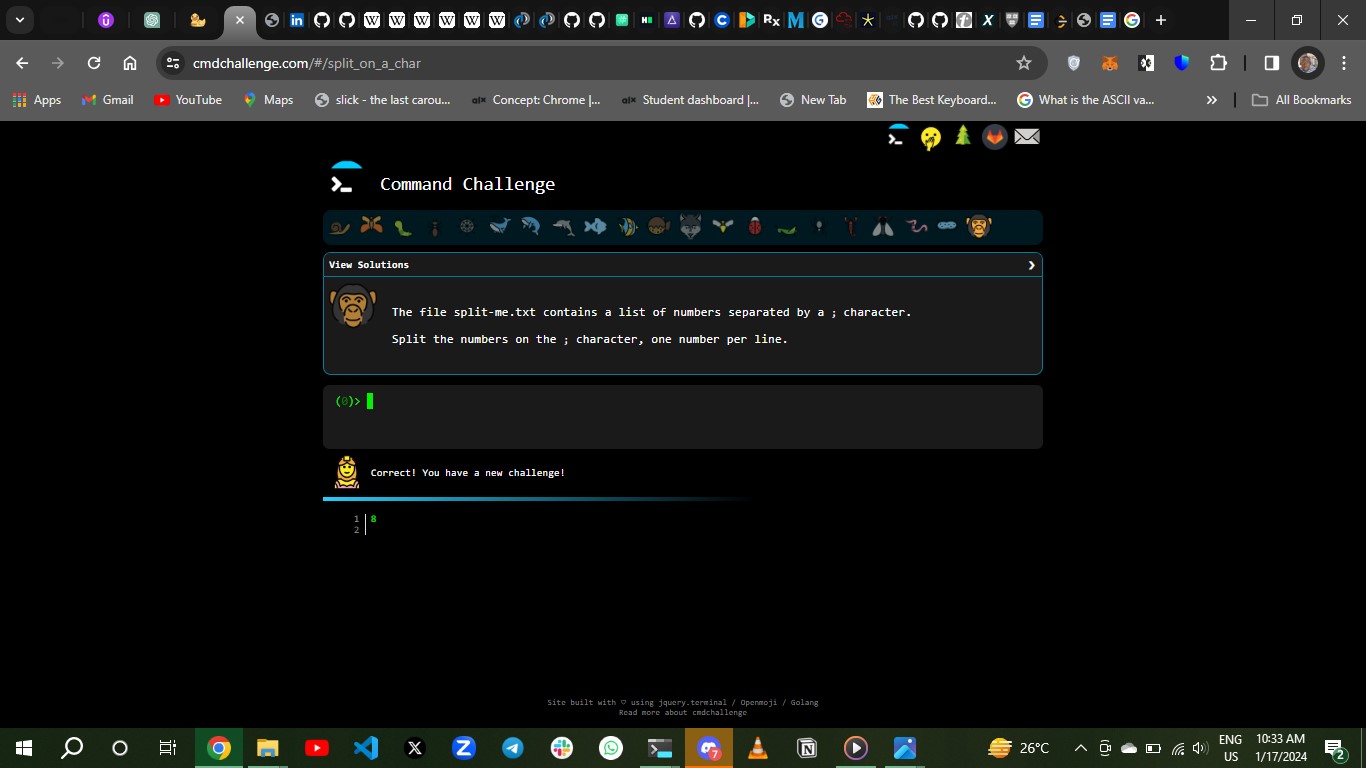 cmdchallenge.com/#/split_on_a_char
Apps
Gmail
YouTube
Maps
slick - the last carou...
Concept: Chrome |...
Student dashboard |...
New Tab
The Best Keyboard...
What is the ASCII va...
All Bookmarks
Command Challenge
View Solutions
The file split-me.txt contains a list of numbers separated by a ; character.
Split the numbers on the ; character, one number per line.
(0)>
Correct! You have a new challenge!
1 8
2
Site built with ♡ using jquery.terminal / Openmoji / Golang
Read more about cmdchallenge
26°C
ENG
US
10:33 AM
1/17/2024
2